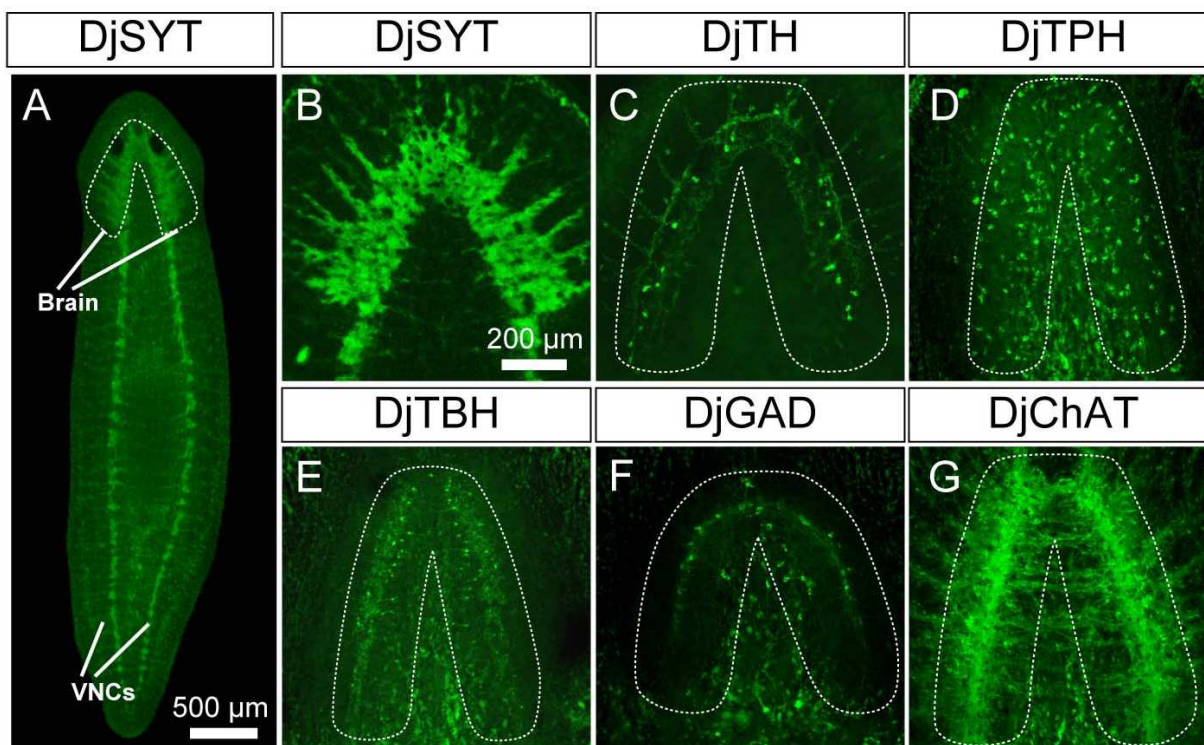 DjSYT
DjSYT
DjTH
DjTPH
A
B
C
D
Brain
200 µm
DjTBH
DjGAD
DjChAT
E
F
G
VNCs
500 µm